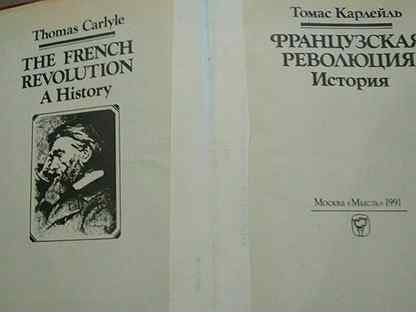 Thomas Carlyle
THE FRENCH
REVOLUTION
A History
Томас Карлейль
ФРАНЦУЗСКАЯ
РЕВОЛЮЦИЯ
История
Москва «Мысль» 1991